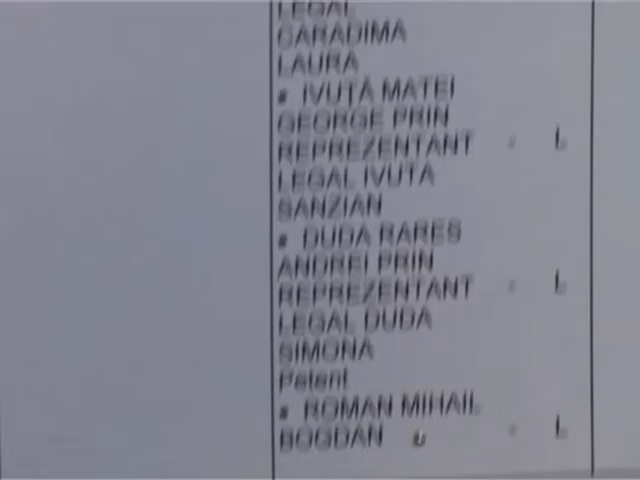 LEGAL
CARADIMA
LAURA
* IVUȚĂ MATEI
GEORGE PRIN
REPREZENTANT - L
LEGAL IVUTA
SANZIAN
* DUDA RARES
ANDREI PRIN
REPREZENTANT - L
LEGAL DUDA
SIMONA
Petent
* ROMAN MIHAIL
BOGDAN - L